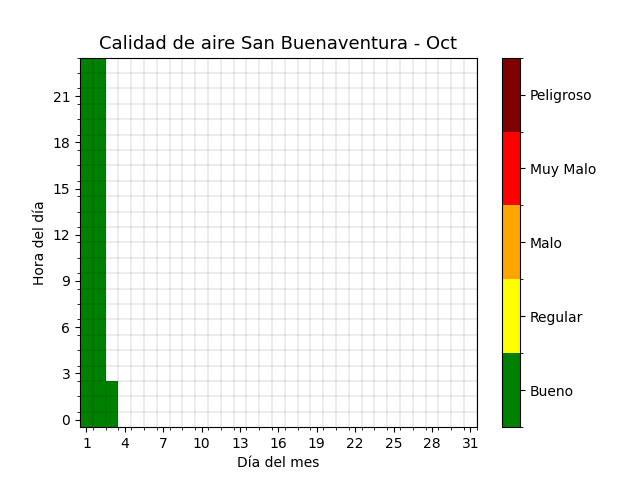 Calidad de aire San Buenaventura - Oct
Hora del día
21
18
15
12
9
6
3
0
1 4 7 10 13 16 19 22 25 28 31
Día del mes
Peligroso
Muy Malo
Malo
Regular
Bueno